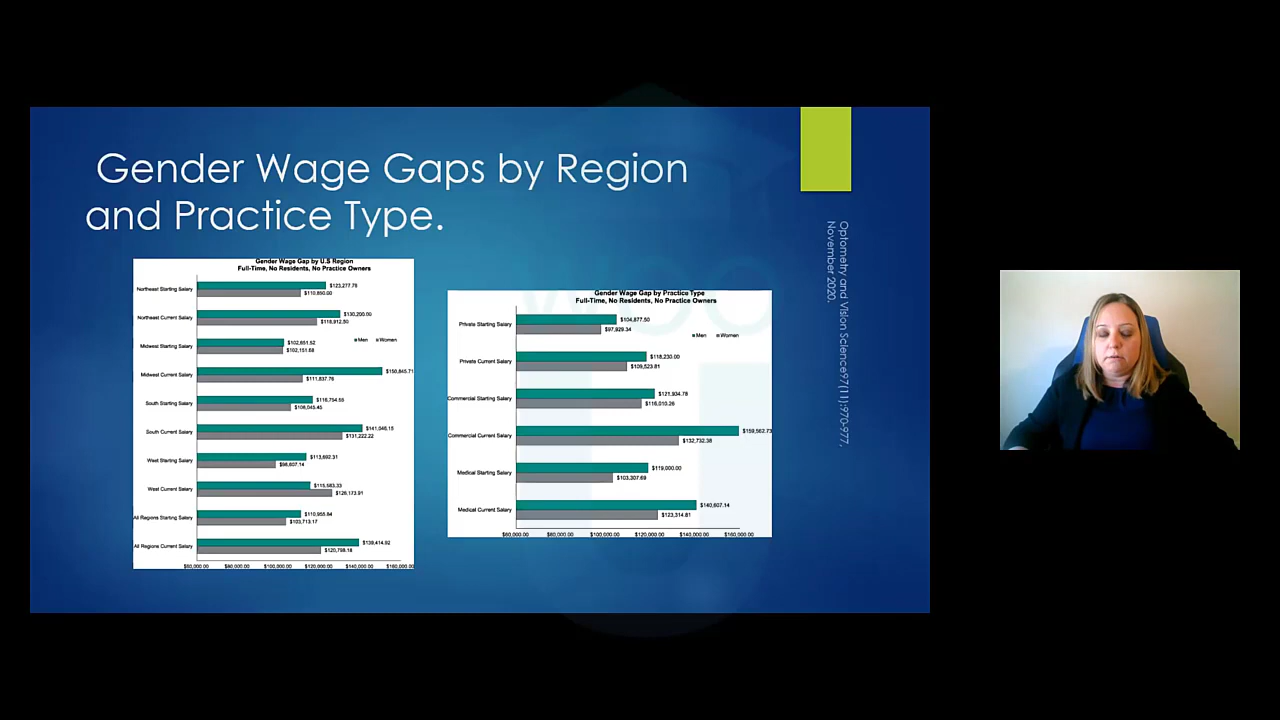 Gender Wage Gaps by Region
and Practice Type.
Optometry and Vision Science97(11):970-977,
November 2020.
Gender Wage Gap by U.S Region
Full-Time, No Residents, No Practice Owners
Northeast Starting Salary
$123,277.78
$110,850.00
Northeast Current Salary
$130,200.00
$118,912.50
Men Women
Midwest Starting Salary
$102,651.52
$102,151.68
Midwest Current Salary
$150,845.71
$111,837.76
South Starting Salary
$116,754.55
$106,045.45
South Current Salary
$141,046.15
$131,222.22
West Starting Salary
$113,692.31
$98,607.14
West Current Salary
$115,583.33
$126,173.91
All Regions Starting Salary
$110,955.84
$103,713.17
All Regions Current Salary
$139,414.92
$120,798.18
$60,000.00 $80,000.00 $100,000.00 $120,000.00 $140,000.00 $160,000.00
Gender Wage Gap by Practice Type
Full-Time, No Residents, No Practice Owners
Private Starting Salary
$104,877.50
$97,929.34
Men Women
Private Current Salary
$118,230.00
$109,523.81
Commercial Starting Salary
$121,934.78
$116,010.26
Commercial Current Salary
$159,562.73
$132,732.38
Medical Starting Salary
$119,000.00
$103,307.69
Medical Current Salary
$140,607.14
$123,314.81
$60,000.00 $80,000.00 $100,000.00 $120,000.00 $140,000.00 $160,000.00